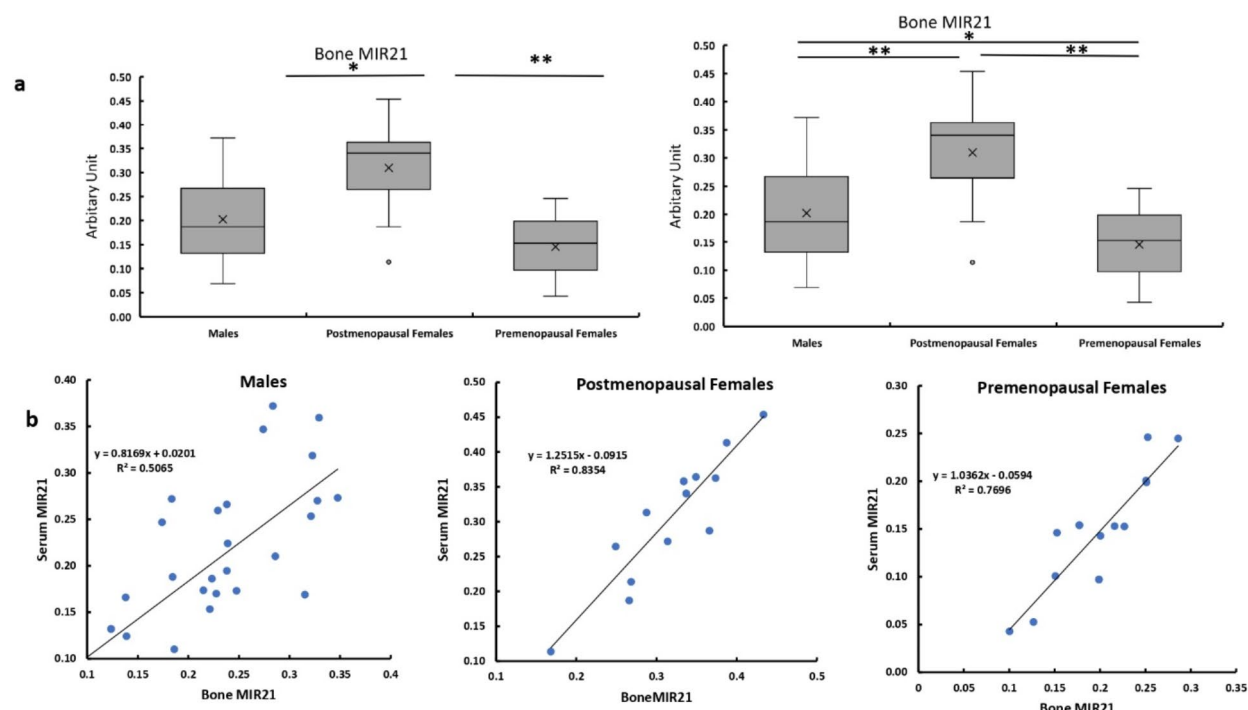 a
Bone MIR21
*
**
Arbitary Unit
0.50
0.45
0.40
0.35
0.30
0.25
0.20
0.15
0.10
0.05
0.00
Males
Postmenopausal Females
Premenopausal Females
Bone MIR21
*
**
**
Arbitary Unit
0.50
0.45
0.40
0.35
0.30
0.25
0.20
0.15
0.10
0.05
0.00
Males
Postmenopausal Females
Premenopausal Females
b
Males
y = 0.8169x + 0.0201
R² = 0.5065
Serum MIR21
0.40
0.35
0.30
0.25
0.20
0.15
0.10
0.1
0.15
0.2
0.25
0.3
0.35
0.4
Bone MIR21
Postmenopausal Females
y = 1.2515x - 0.0915
R² = 0.8354
Serum MIR21
0.50
0.45
0.40
0.35
0.30
0.25
0.20
0.15
0.10
0.1
0.2
0.3
0.4
0.5
BoneMIR21
Premenopausal Females
y = 1.0362x - 0.0594
R² = 0.7696
Serum MIR21
0.30
0.25
0.20
0.15
0.10
0.05
0.00
0
0.05
0.1
0.15
0.2
0.25
0.3
0.35
Bone MIR21